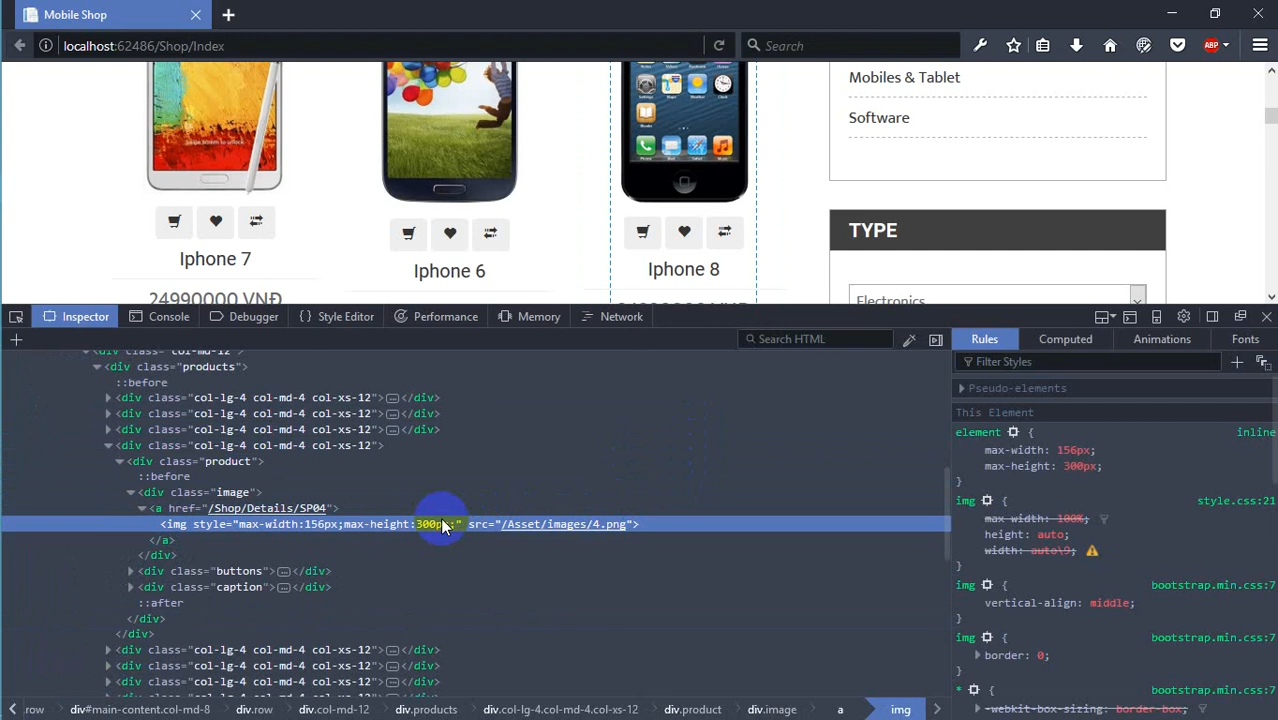 Mobile Shop
localhost:62486/Shop/Index
Search
ABP
Mobiles & Tablet
Software
TYPE
Electronics
Iphone 7
Iphone 6
Iphone 8
24990000 VNĐ
Inspector
Console
Debugger
Style Editor
Performance
Memory
Network
Search HTML
Rules
Computed
Animations
Fonts
Filter Styles
<div class="col-md-12">
<div class="products">
::before
<div class="col-lg-4 col-md-4 col-xs-12"></div>
<div class="col-lg-4 col-md-4 col-xs-12"></div>
<div class="col-lg-4 col-md-4 col-xs-12"></div>
<div class="col-lg-4 col-md-4 col-xs-12">
<div class="product">
::before
<div class="image">
<a href="/Shop/Details/SP04">
<img style="max-width:156px;max-height:300px;" src="/Asset/images/4.png">
</a>
</div>
<div class="buttons"></div>
<div class="caption"></div>
::after
</div>
</div>
<div class="col-lg-4 col-md-4 col-xs-12"></div>
<div class="col-lg-4 col-md-4 col-xs-12"></div>
<div class="col-lg-4 col-md-4 col-xs-12"></div>
Pseudo-elements
This Element
element { inline
max-width: 156px;
max-height: 300px;
}
img { style.css:21
max-width: 100%;
height: auto;
width: auto\9;
}
img { bootstrap.min.css:7
vertical-align: middle;
}
img { bootstrap.min.css:7
border: 0;
}
* { bootstrap.min.css:7
-webkit-box-sizing: border-box;
.row
div#main-content.col-md-8
div.row
div.col-md-12
div.products
div.col-lg-4.col-md-4.col-xs-12
div.product
div.image
a
img